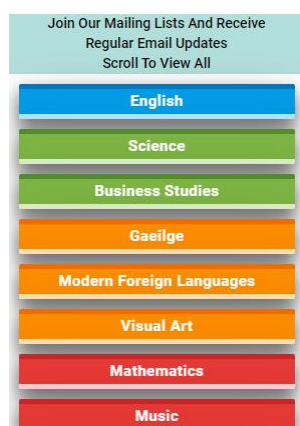 Join Our Mailing Lists And Receive
Regular Email Updates
Scroll To View All
English
Science
Business Studies
Gaeilge
Modern Foreign Languages
Visual Art
Mathematics
Music